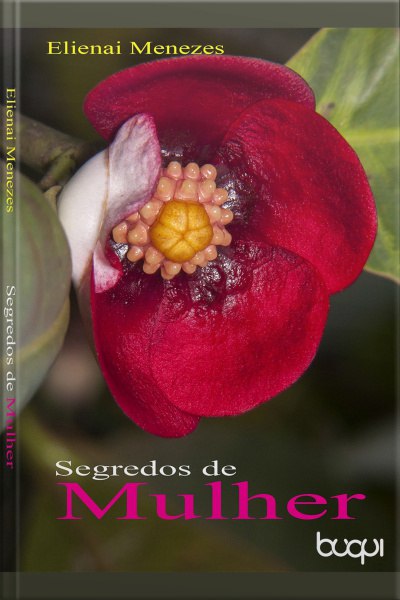 Elienai Menezes
Elienai Menezes
Segredos de Mulher
Segredos de
Mulher
buqui